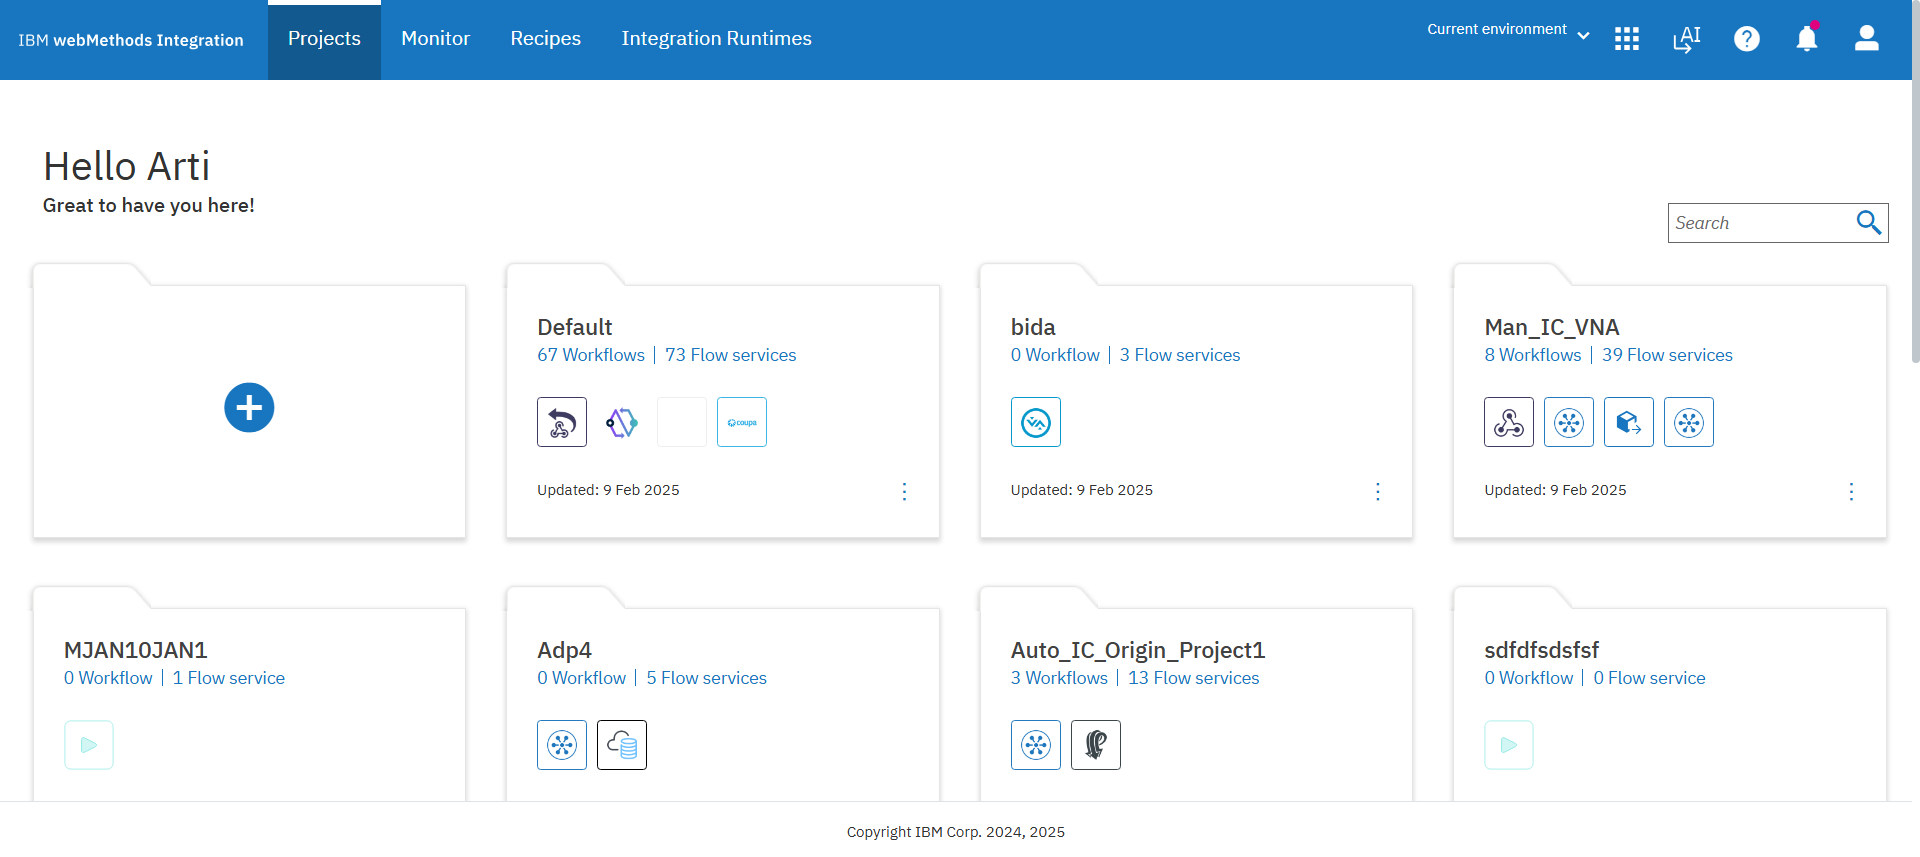 IBM webMethods Integration
Projects
Monitor
Recipes
Integration Runtimes
Current environment
AI
?
Hello Arti
Great to have you here!
Search
Default
67 Workflows | 73 Flow services
coupa
Updated: 9 Feb 2025
bida
0 Workflow | 3 Flow services
Updated: 9 Feb 2025
Man_IC_VNA
8 Workflows | 39 Flow services
Updated: 9 Feb 2025
MJAN10JAN1
0 Workflow | 1 Flow service
Adp4
0 Workflow | 5 Flow services
Auto_IC_Origin_Project1
3 Workflows | 13 Flow services
sdfdfsdsfsf
0 Workflow | 0 Flow service
Copyright IBM Corp. 2024, 2025